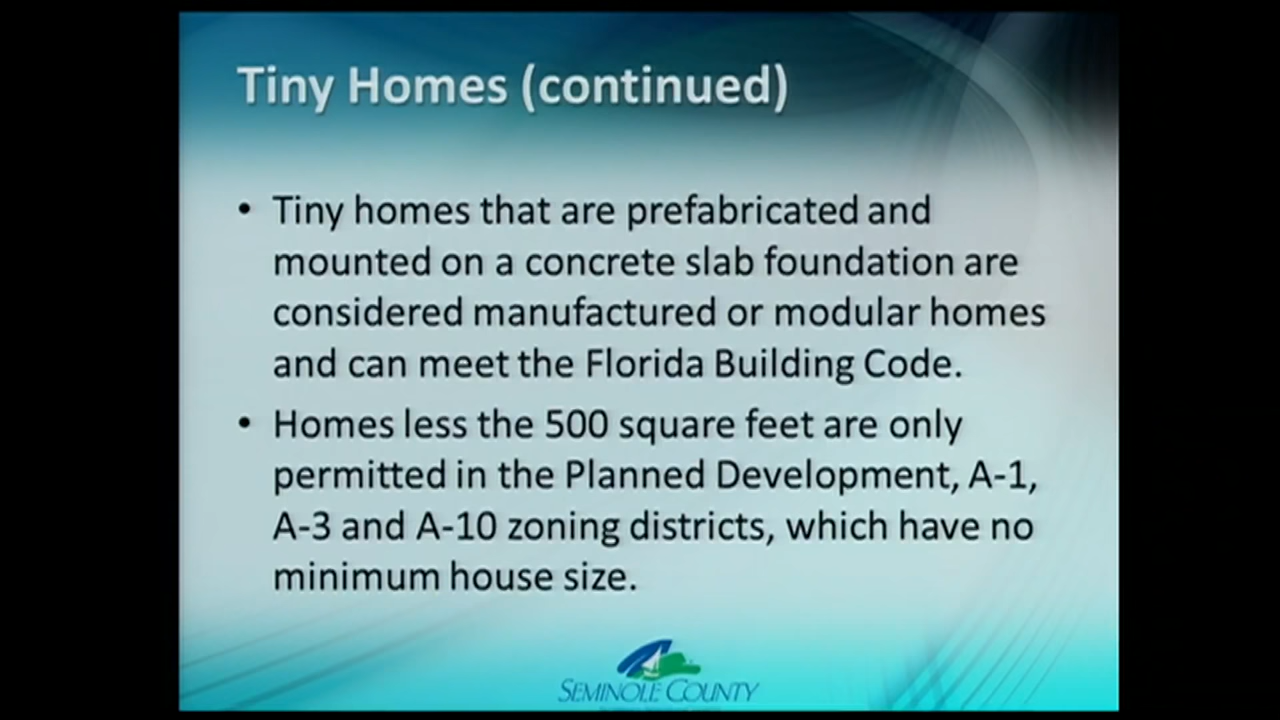 Tiny Homes (continued)
• Tiny homes that are prefabricated and
mounted on a concrete slab foundation are
considered manufactured or modular homes
and can meet the Florida Building Code.
• Homes less the 500 square feet are only
permitted in the Planned Development, A-1,
A-3 and A-10 zoning districts, which have no
minimum house size.
SEMINOLE COUNTY